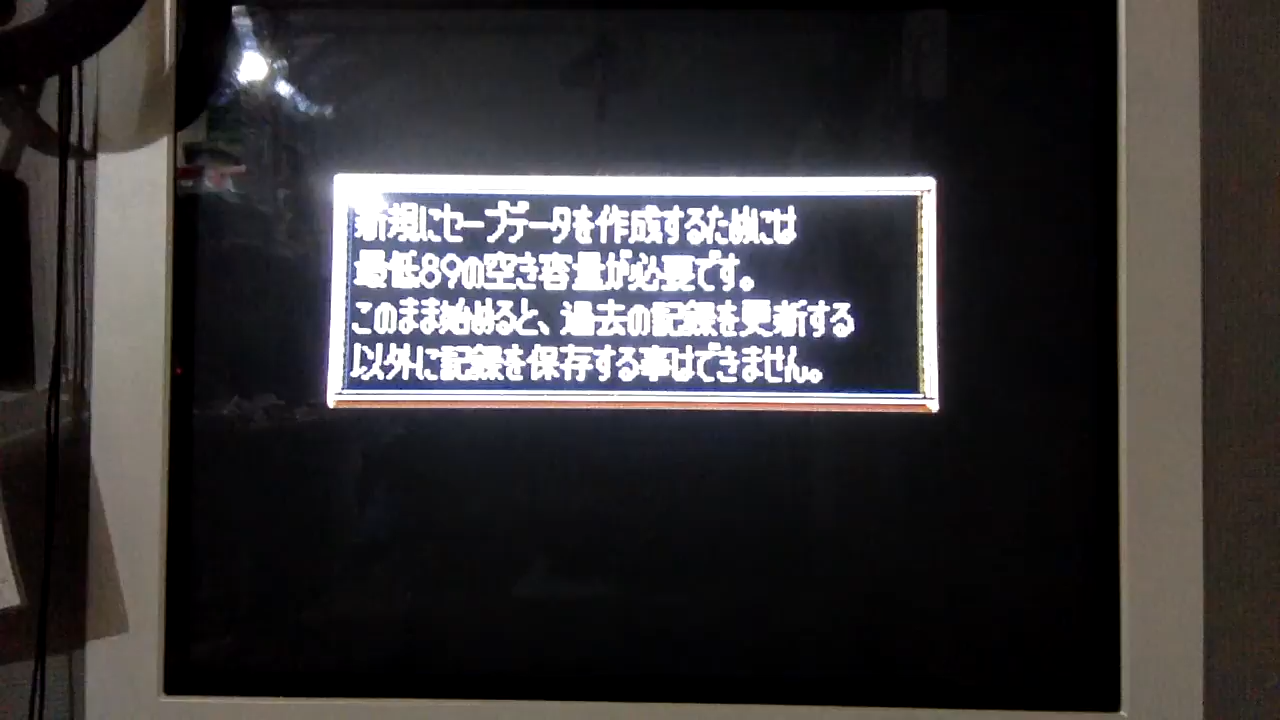 新規にセーブデータを作成するためには
最低89の空き容量が必要です。
このまま始めると、過去の記録を更新する
以外に記録を保存する事はできません。